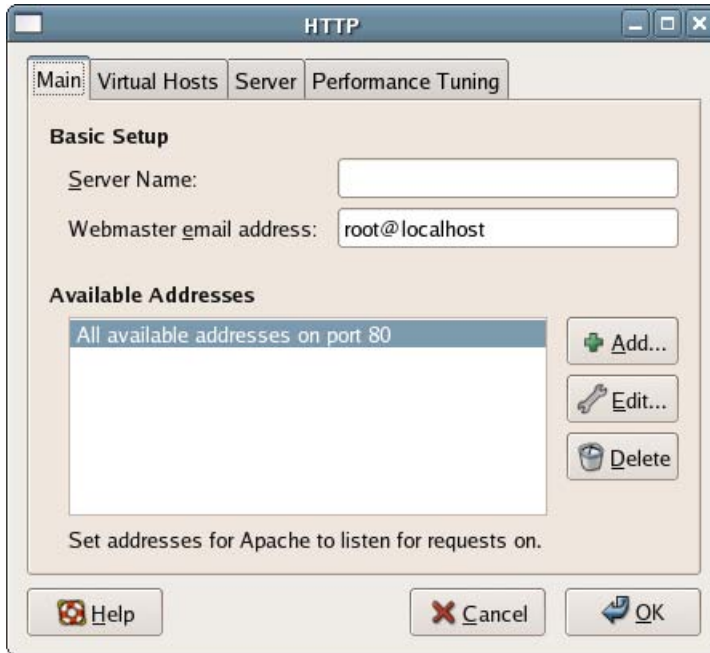 HTTP
Main Virtual Hosts Server Performance Tuning
Basic Setup
Server Name:
Webmaster email address: root@localhost
Available Addresses
All available addresses on port 80
Add...
Edit...
Delete
Set addresses for Apache to listen for requests on.
Help Cancel OK